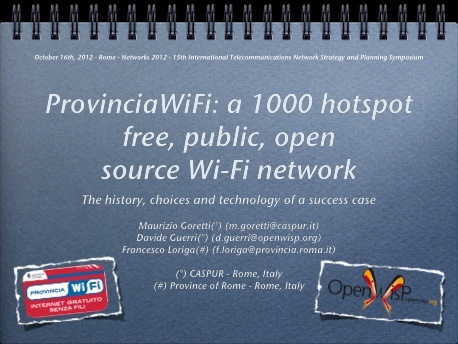 October 16th, 2012 - Rome - Networks 2012 - 15th International Telecommunications Network Strategy and Planning Symposium
ProvinciaWiFi: a 1000 hotspot
free, public, open
source Wi-Fi network
The history, choices and technology of a success case
Maurizio Goretti(*) (m.goretti@caspur.it)
Davide Guerri(*) (d.guerri@openwisp.org)
Francesco Loriga(#) (f.loriga@provincia.roma.it)
(*) CASPUR - Rome, Italy
(#) Province of Rome - Rome, Italy
PROVINCIA WiFi
INTERNET GRATUITO
SENZA FILI
OpenWisp
openwisp.org